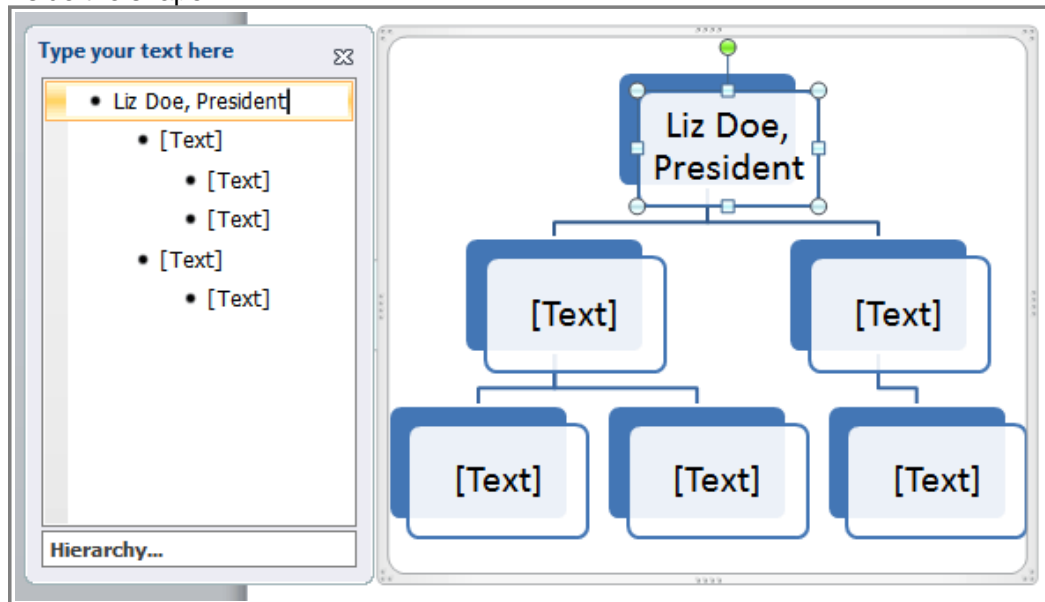 Type your text here
• Liz Doe, President
• [Text]
• [Text]
• [Text]
• [Text]
• [Text]
Hierarchy...
Liz Doe,
President
[Text] [Text]
[Text] [Text] [Text]